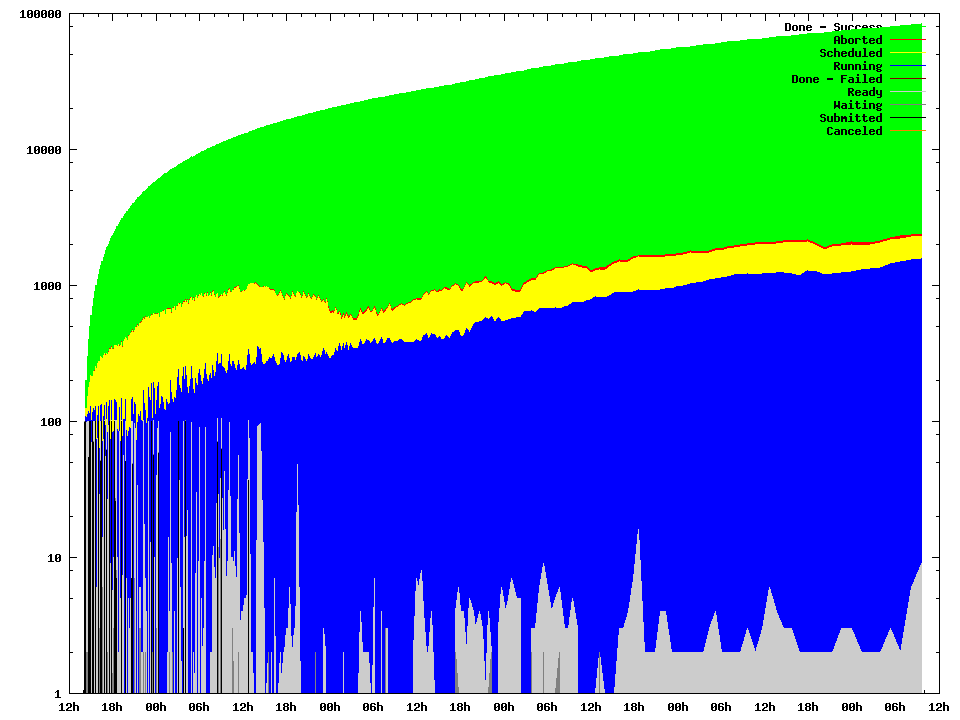 100000
Done - Success
Aborted
Scheduled
Running
Done - Failed
Ready
Waiting
Submitted
Canceled
10000
1000
100
10
1
12h 18h 00h 06h 12h 18h 00h 06h 12h 18h 00h 06h 12h 18h 00h 06h 12h 18h 00h 06h 12h